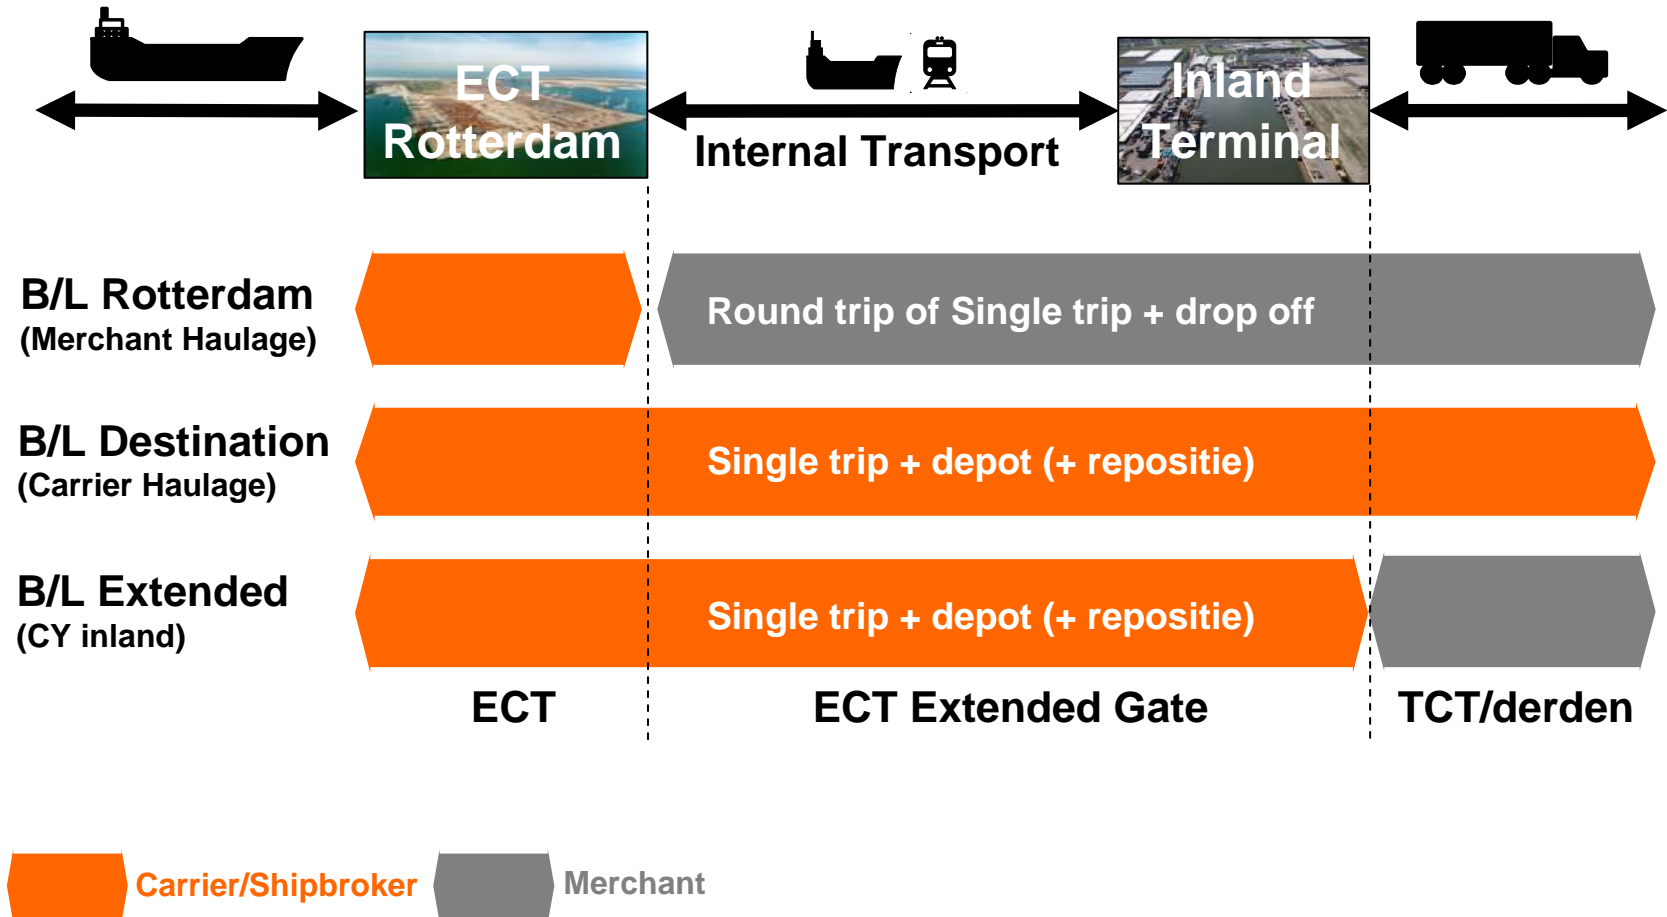 ECT
Rotterdam
Internal Transport
Inland
Terminal
B/L Rotterdam
(Merchant Haulage)
Round trip of Single trip + drop off
B/L Destination
(Carrier Haulage)
Single trip + depot (+ repositie)
B/L Extended
(CY inland)
Single trip + depot (+ repositie)
ECT
ECT Extended Gate
TCT/derden
Carrier/Shipbroker
Merchant